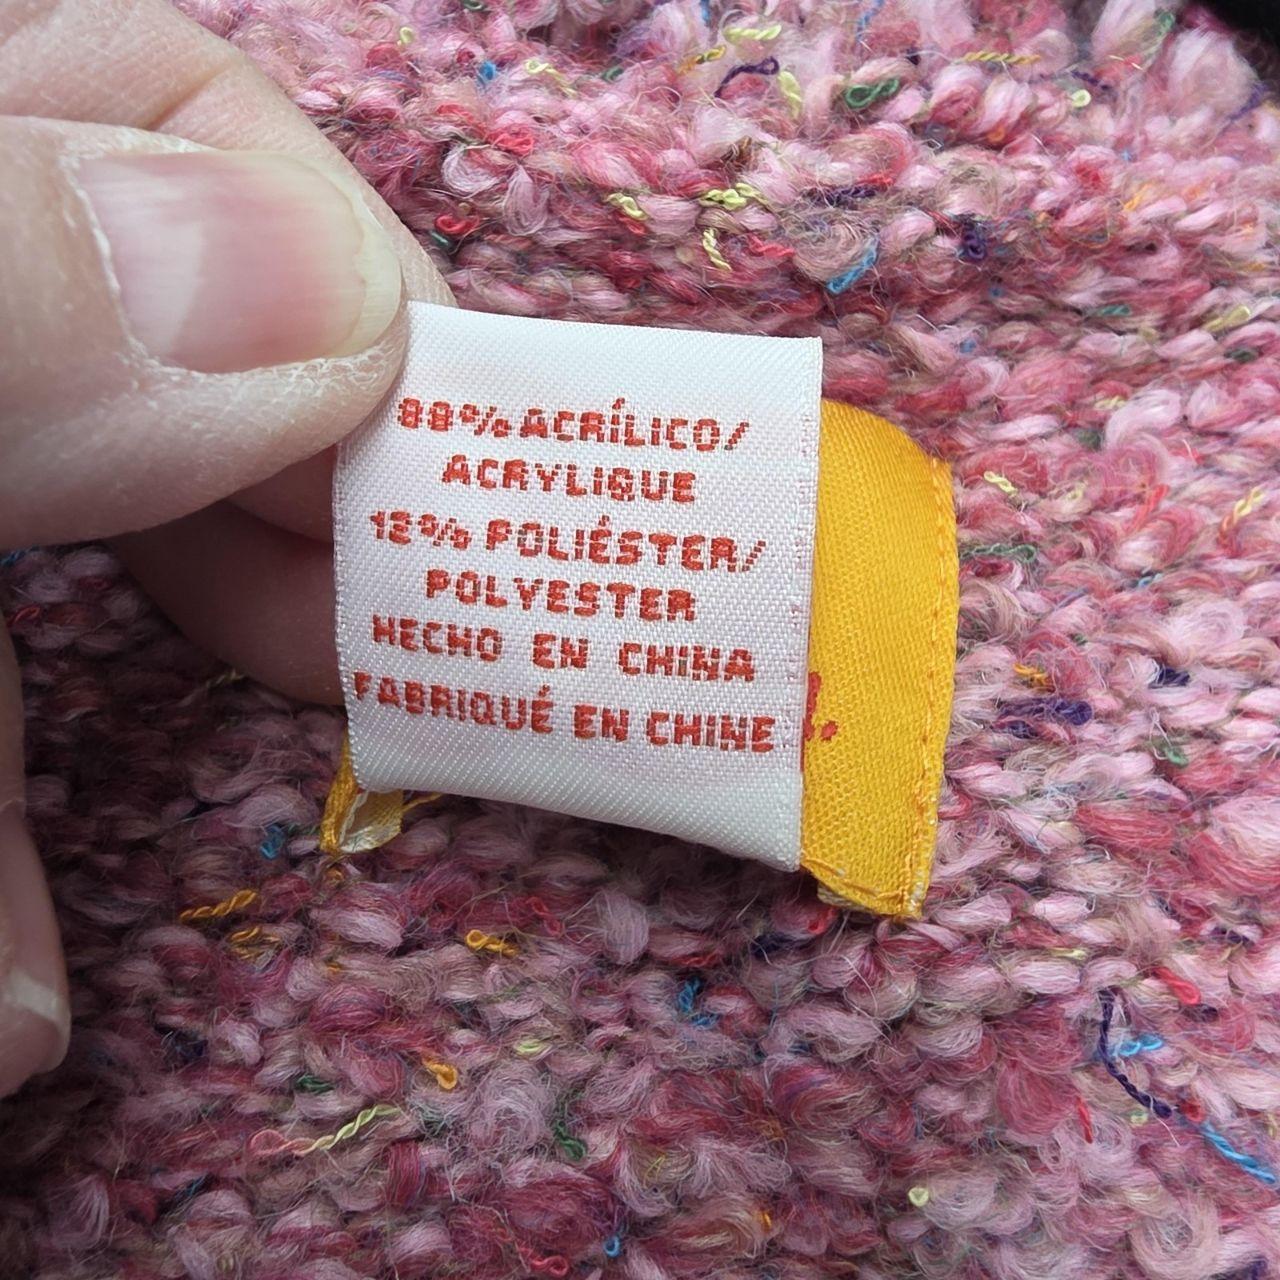 88% ACRÍLICO/
ACRYLIQUE
12% POLIÉSTER/
POLYESTER
HECHO EN CHINA
FABRIQUÉ EN CHINE